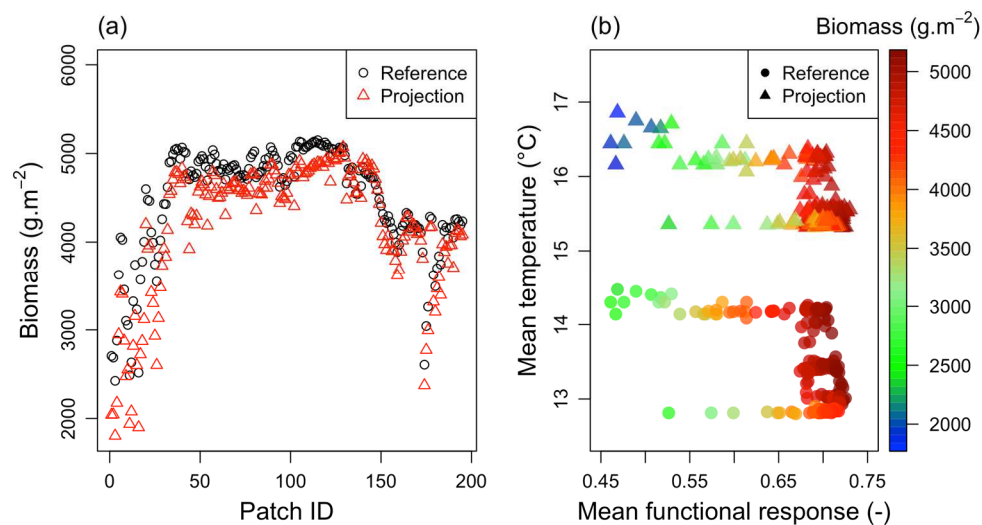 (a)
Reference
Projection
Biomass (g.m−2)
2000
3000
4000
5000
6000
0
50
100
150
200
Patch ID
(b)
Reference
Projection
Mean temperature (°C)
13
14
15
16
17
0.45
0.55
0.65
0.75
Mean functional response (-)
Biomass (g.m−2)
5000
4500
4000
3500
3000
2500
2000